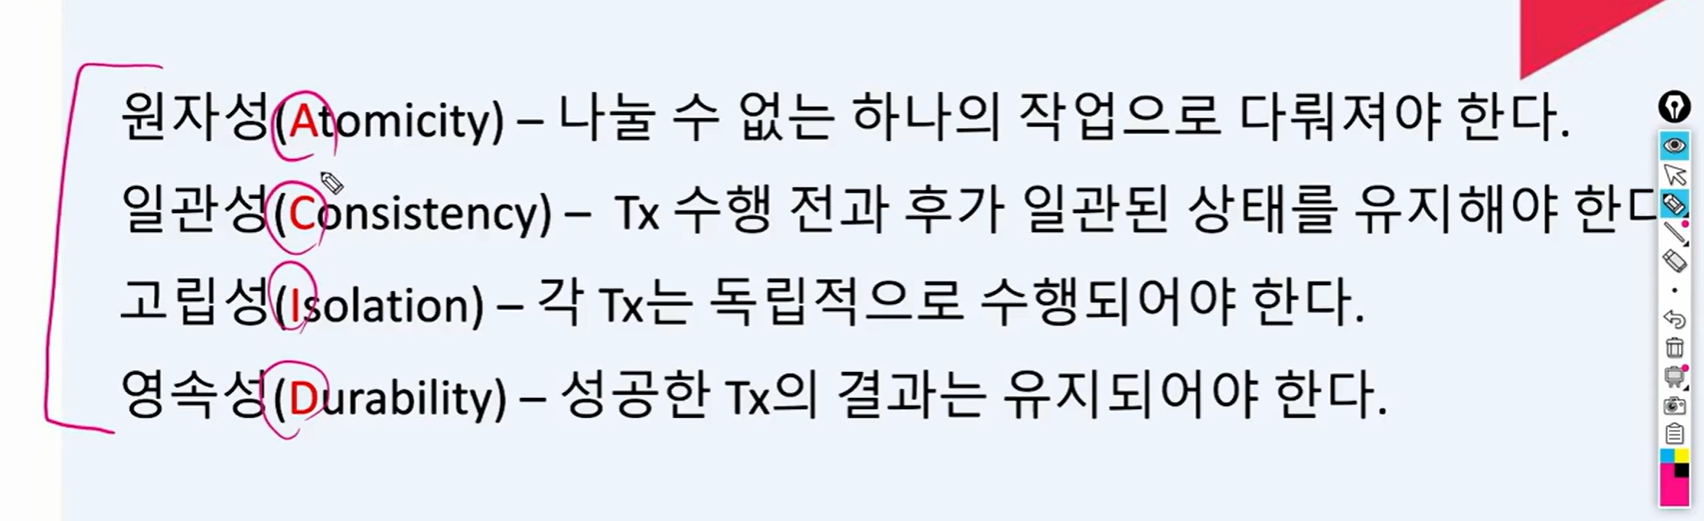 원자성(Atomicity) – 나눌 수 없는 하나의 작업으로 다뤄져야 한다.
일관성(Consistency) – Tx 수행 전과 후가 일관된 상태를 유지해야 한다
고립성(Isolation) – 각 Tx는 독립적으로 수행되어야 한다.
영속성(Durability) – 성공한 Tx의 결과는 유지되어야 한다.